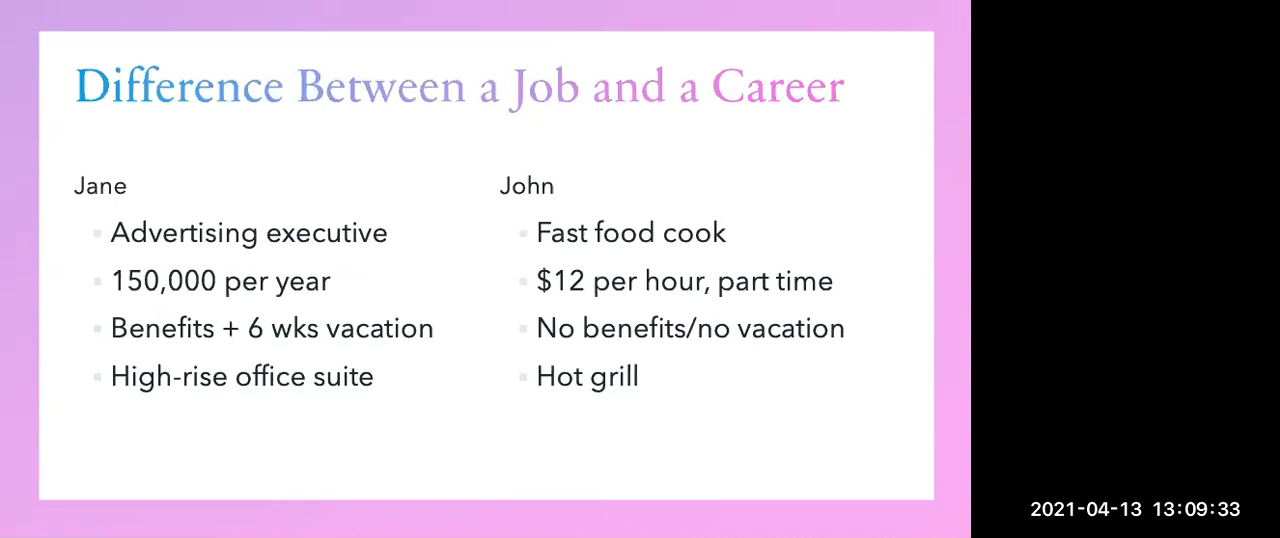 Difference Between a Job and a Career
Jane
Advertising executive
150,000 per year
Benefits + 6 wks vacation
High-rise office suite
John
Fast food cook
$12 per hour, part time
No benefits/no vacation
Hot grill
2021-04-13 13:09:33